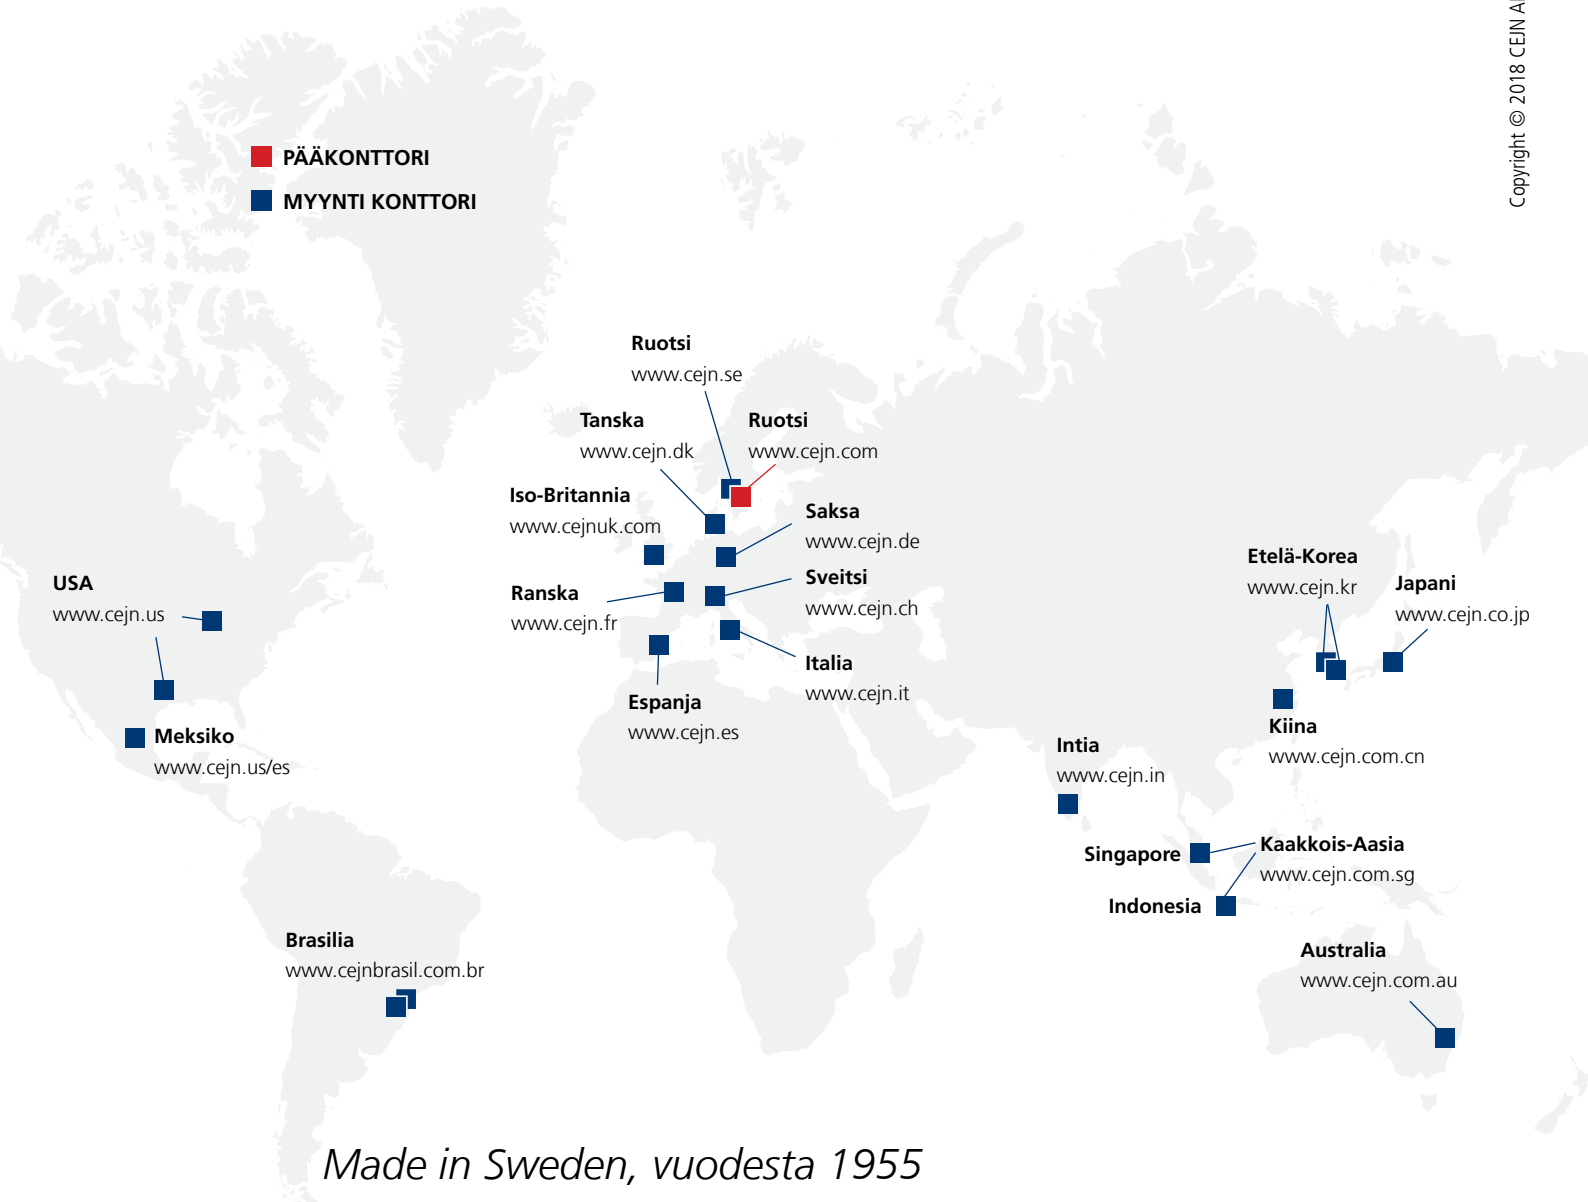 Copyright © 2018 CEJN
PÄÄKONTTORI
MYYNTI KONTTORI
Ruotsi
www.cejn.se
Tanska
www.cejn.dk
Ruotsi
www.cejn.com
Iso-Britannia
www.cejnuk.com
Saksa
www.cejn.de
Ranska
www.cejn.fr
Sveitsi
www.cejn.ch
Italia
www.cejn.it
Espanja
www.cejn.es
USA
www.cejn.us
Meksiko
www.cejn.us/es
Brasilia
www.cejnbrasil.com.br
Etelä-Korea
www.cejn.kr
Japani
www.cejn.co.jp
Kiina
www.cejn.com.cn
Intia
www.cejn.in
Singapore
Kaakkois-Aasia
www.cejn.com.sg
Indonesia
Australia
www.cejn.com.au
Made in Sweden, vuodesta 1955